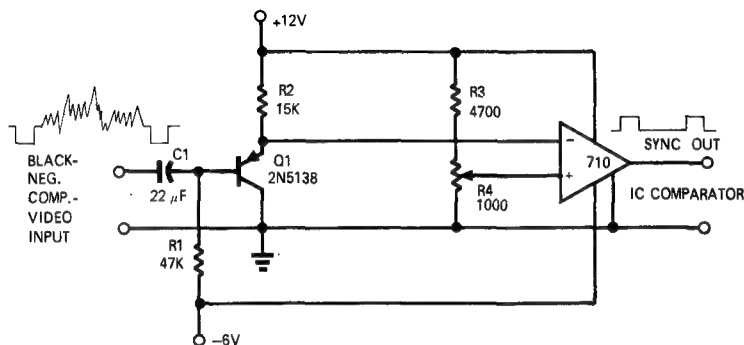 +12V
R2
15K
R3
4700
BLACK-
NEG.
COMP.-
VIDEO
INPUT
C1
22 μF
Q1
2N5138
R4
1000
−
+
710
SYNC OUT
IC COMPARATOR
R1
47K
−6V